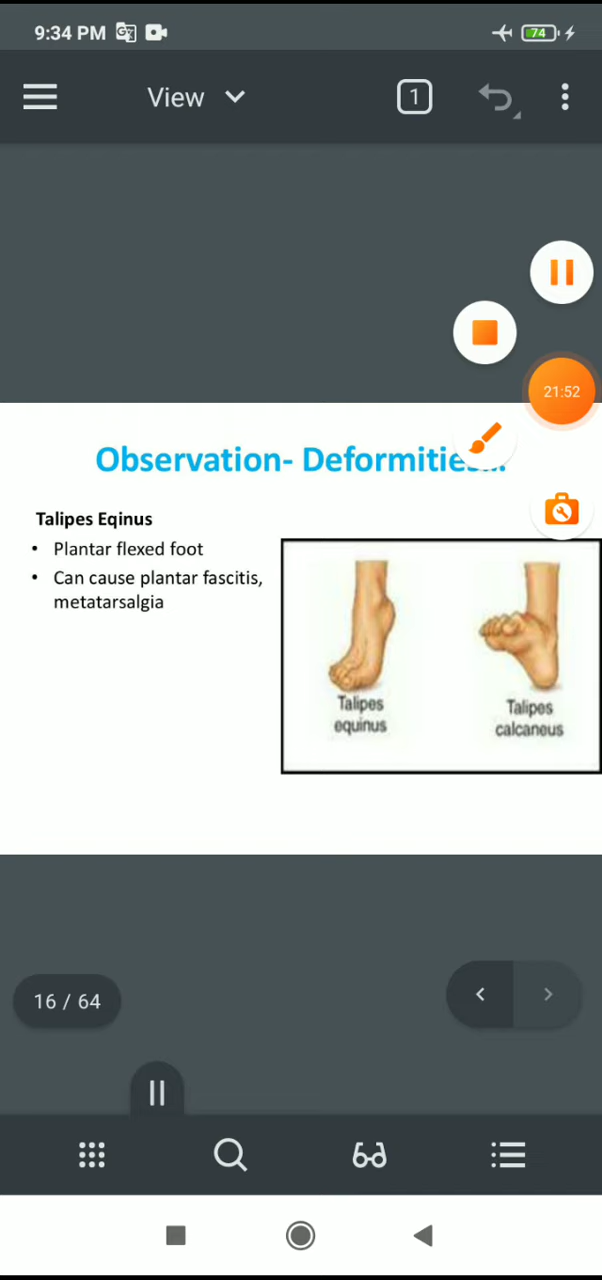 9:34 PM
74
View
1
21:52
Observation- Deformities..
Talipes Eqinus
• Plantar flexed foot
• Can cause plantar fascitis,
metatarsalgia
Talipes
equinus
Talipes
calcaneus
16 / 64